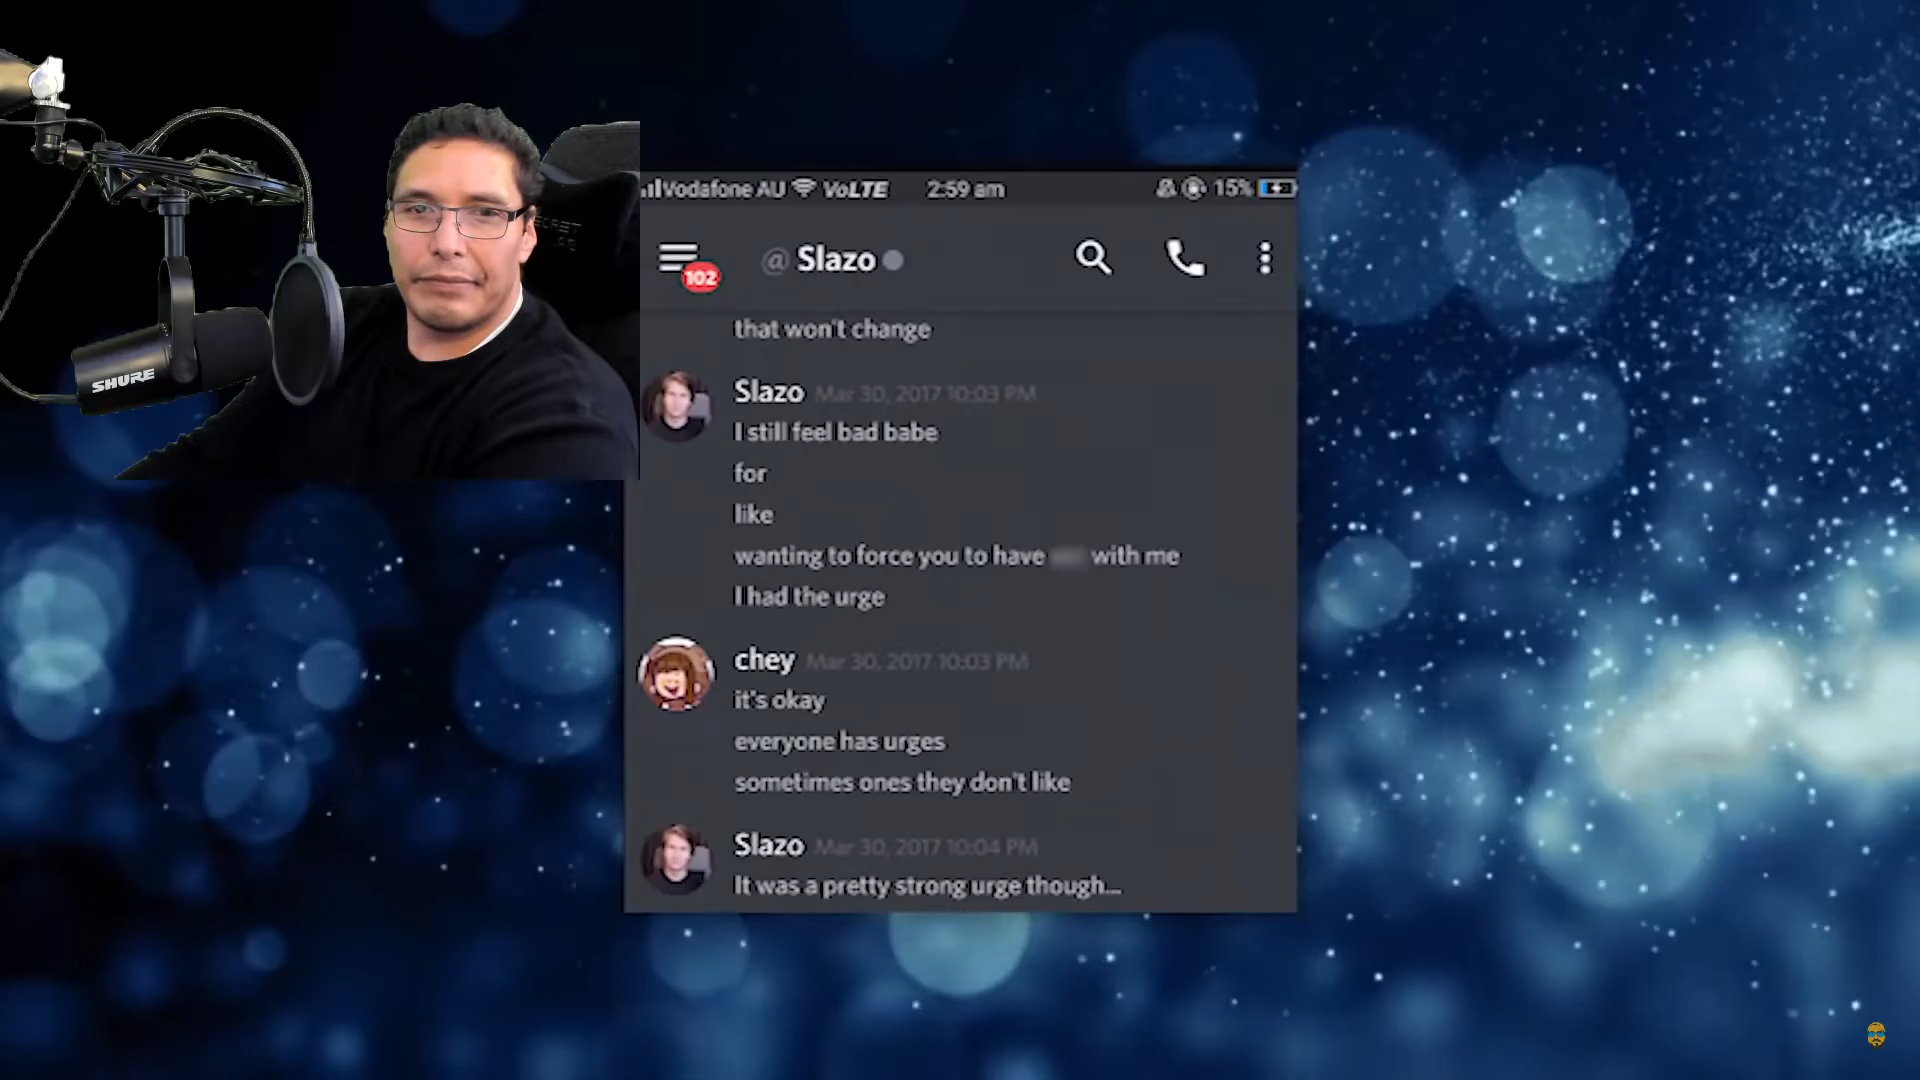 Vodafone AU VoLTE 2:59 am 15%
102
@ Slazo
that won't change
Slazo Mar 30, 2017 10:03 PM
I still feel bad babe
for
like
wanting to force you to have with me
I had the urge
chey Mar 30, 2017 10:03 PM
it's okay
everyone has urges
sometimes ones they don't like
Slazo Mar 30, 2017 10:04 PM
It was a pretty strong urge though...
SHURE